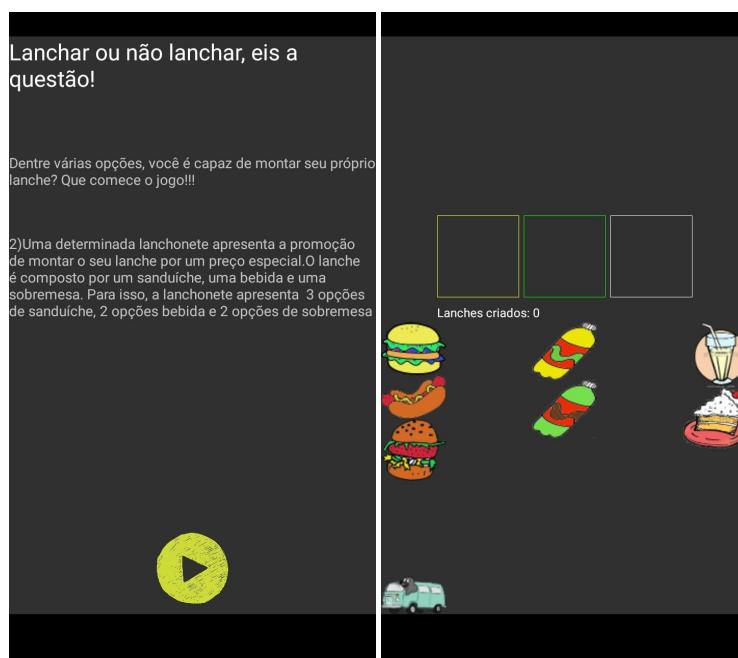 Lanchar ou não lanchar, eis a
questão!
Dentre várias opções, você é capaz de montar seu próprio
lanche? Que comece o jogo!!!
2)Uma determinada lanchonete apresenta a promoção
de montar o seu lanche por um preço especial.O lanche
é composto por um sanduíche, uma bebida e uma
sobremesa. Para isso, a lanchonete apresenta  3 opções
de sanduíche, 2 opções bebida e 2 opções de sobremesa
Lanches criados: 0